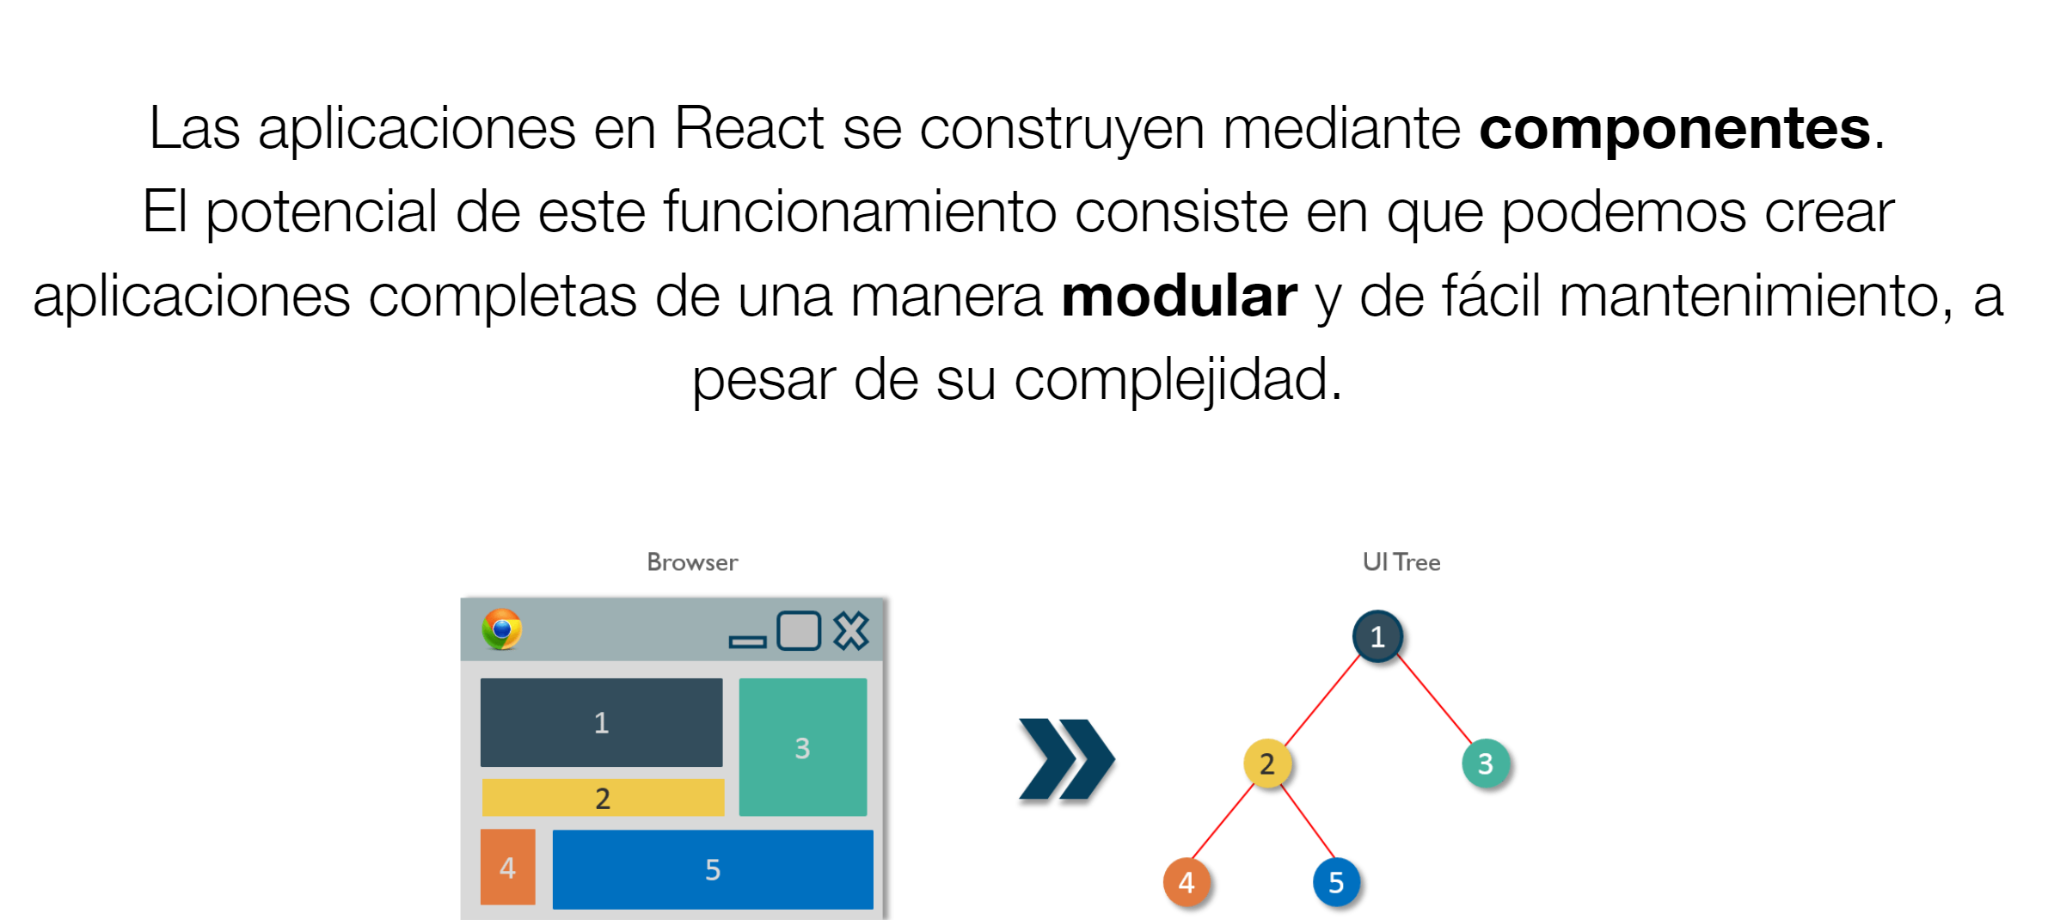 Las aplicaciones en React se construyen mediante componentes.
El potencial de este funcionamiento consiste en que podemos crear
aplicaciones completas de una manera modular y de fácil mantenimiento, a
pesar de su complejidad.
Browser
1
2
3
4
5
UI Tree
1
2
3
4
5